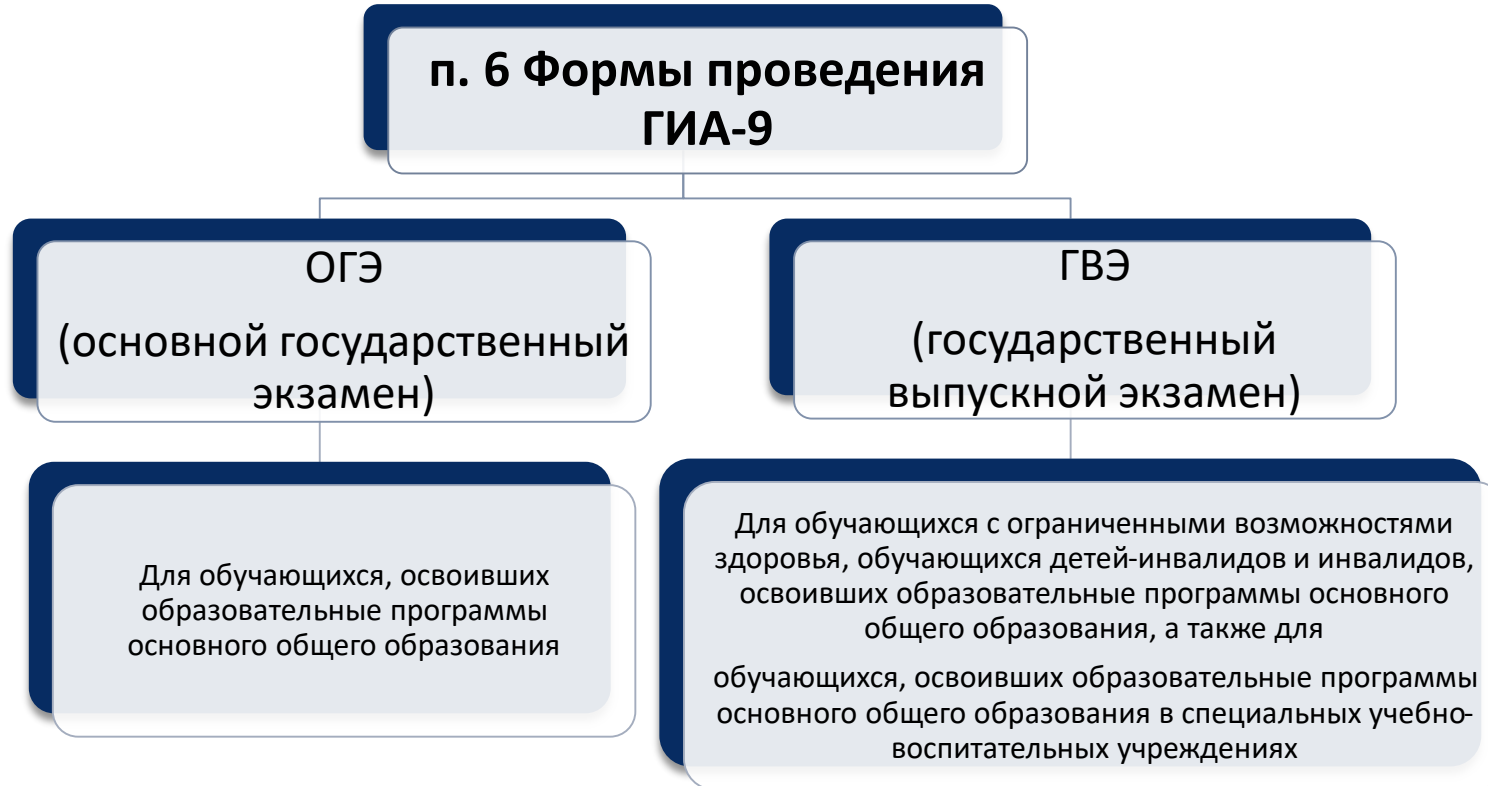 п. 6 Формы проведения
ГИА-9
ОГЭ
(основной государственный
экзамен)
ГВЭ
(государственный
выпускной экзамен)
Для обучающихся, освоивших
образовательные программы
основного общего образования
Для обучающихся с ограниченными возможностями
здоровья, обучающихся детей-инвалидов и инвалидов,
освоивших образовательные программы основного
общего образования, а также для
обучающихся, освоивших образовательные программы
основного общего образования в специальных учебно-
воспитательных учреждениях